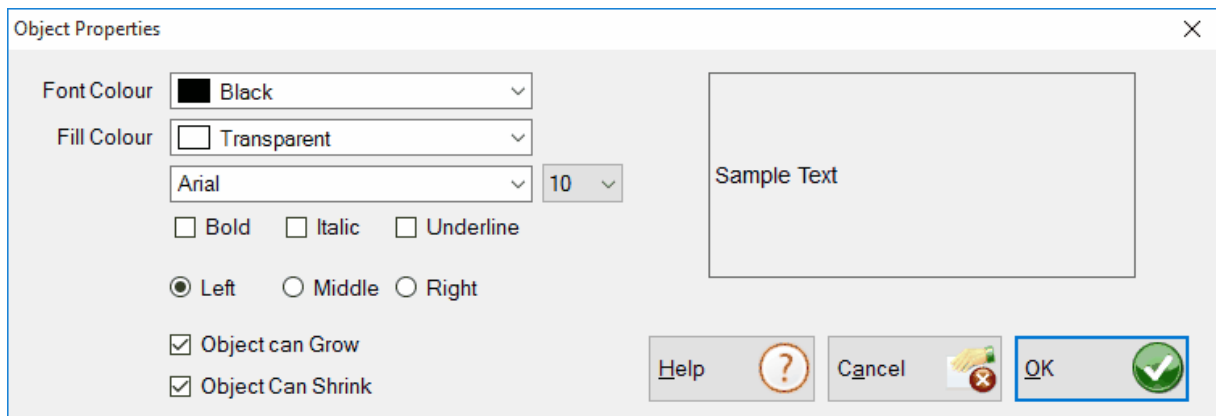 Object Properties
Font Colour Black
Fill Colour Transparent
Arial 10
Bold Italic Underline
Sample Text
Left Middle Right
Object can Grow
Object Can Shrink
Help ? Cancel OK